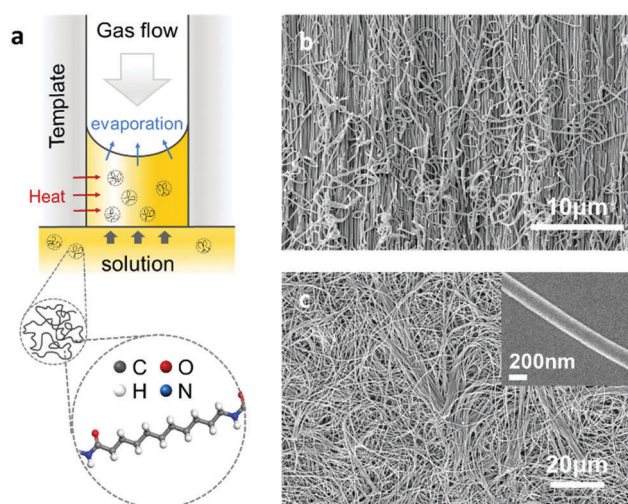 a
Gas flow
Template
evaporation
Heat
solution
C O
H N
b
10μm
c
200nm
20μm